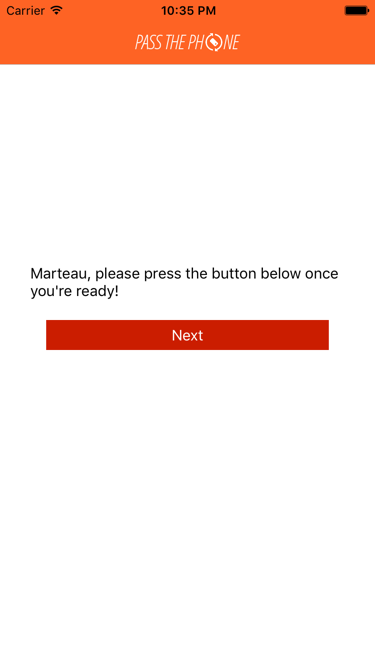 Carrier 10:35 PM
PASS THE PHONE
Marteau, please press the button below once
you're ready!
Next